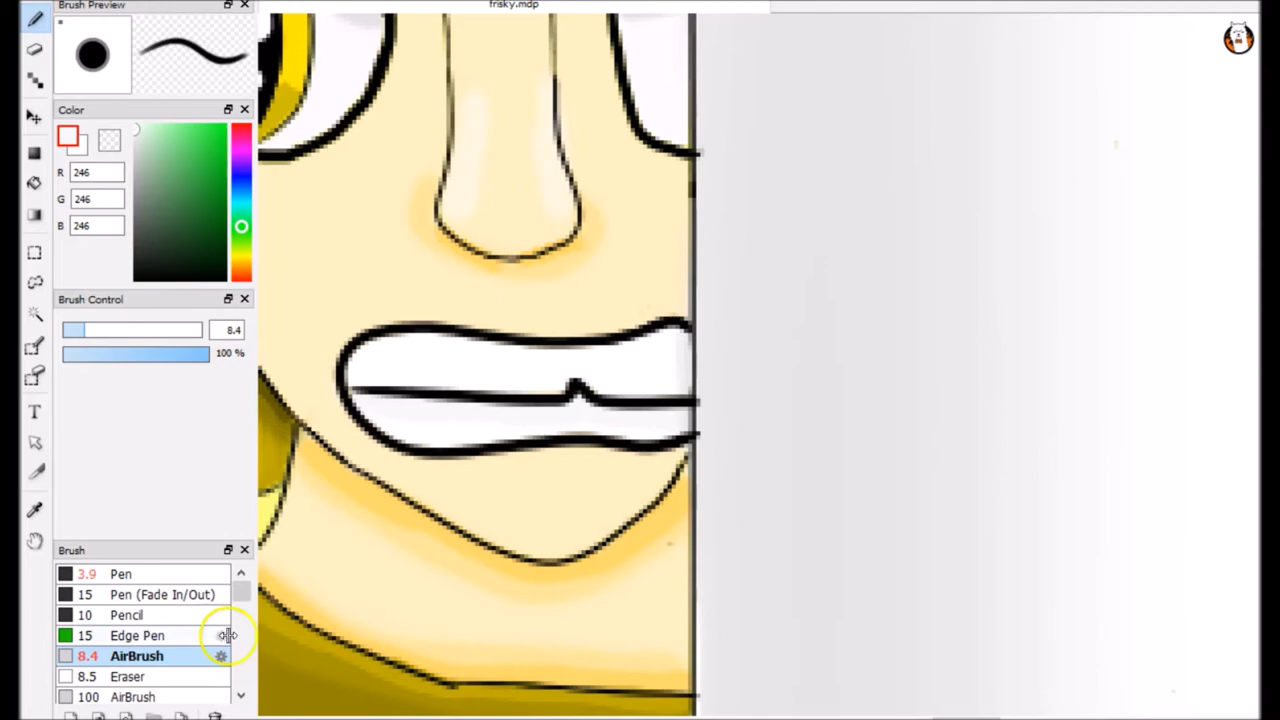 Brush Preview
frisky.mdp
Color
R 246
G 246
B 246
Brush Control
8.4
100 %
T
Brush
3.9 Pen
15 Pen (Fade In/Out)
10 Pencil
15 Edge Pen
8.4 AirBrush
8.5 Eraser
100 AirBrush